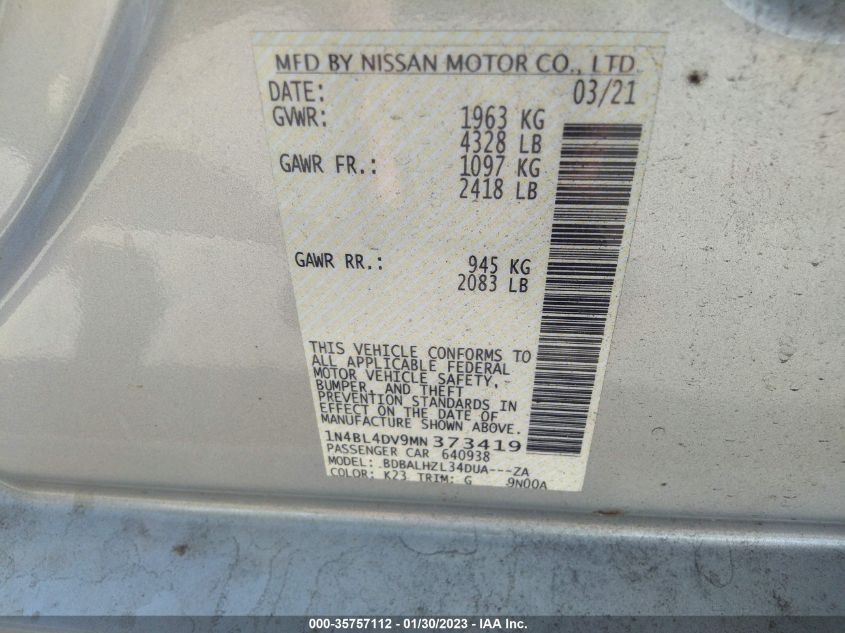 MFD BY NISSAN MOTOR CO., LTD.
DATE: 03/21
GVWR: 1963 KG
4328 LB
GAWR FR.: 1097 KG
2418 LB
GAWR RR.: 945 KG
2083 LB
THIS VEHICLE CONFORMS TO
ALL APPLICABLE FEDERAL
MOTOR VEHICLE SAFETY,
BUMPER, AND THEFT
PREVENTION STANDARDS IN
EFFECT ON THE DATE OF
MANUFACTURE SHOWN ABOVE.
1N4BL4DV9MN373419
PASSENGER CAR 640938
MODEL: BDBALHZL34DUA---ZA
COLOR: K23 TRIM: G 9N00A
000-35757112 - 01/30/2023 - IAA Inc.